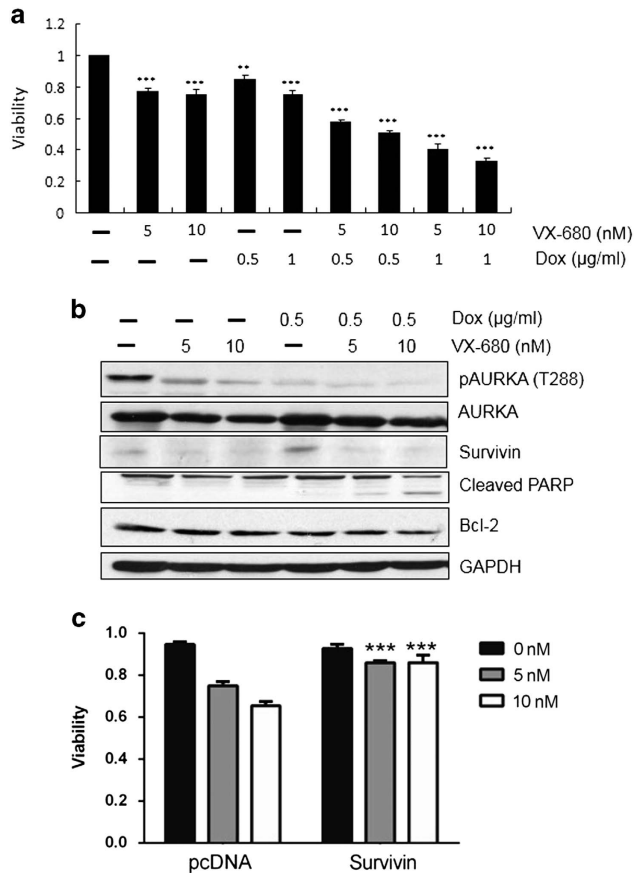 a
Viability
1.2
1
0.8
0.6
0.4
0.2
0
*** *** ** *** *** *** *** ***
— 5 10 — — 5 10 5 10 VX-680 (nM)
— — — 0.5 1 0.5 0.5 1 1 Dox (µg/ml)
b
— — — 0.5 0.5 0.5 Dox (µg/ml)
— 5 10 — 5 10 VX-680 (nM)
pAURKA (T288)
AURKA
Survivin
Cleaved PARP
Bcl-2
GAPDH
c
Viability
1.0
0.8
0.6
0.4
0.2
0.0
*** ***
0 nM
5 nM
10 nM
pcDNA Survivin